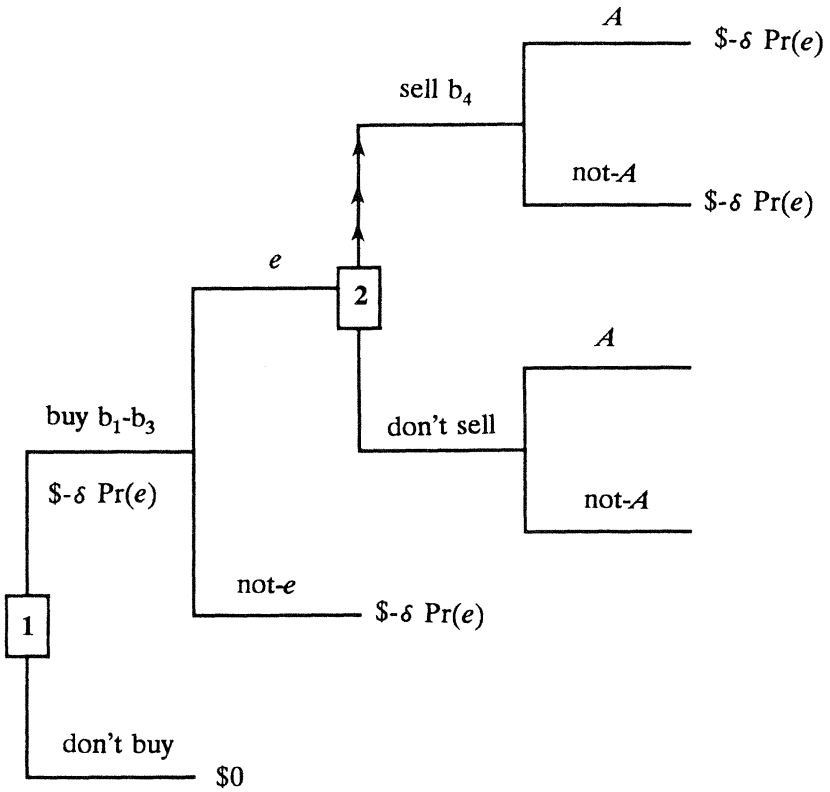 A
$-δ Pr(e)
sell b₄
not-A
$-δ Pr(e)
e
2
A
buy b₁-b₃
don't sell
$-δ Pr(e)
not-A
not-e
$-δ Pr(e)
1
don't buy
$0